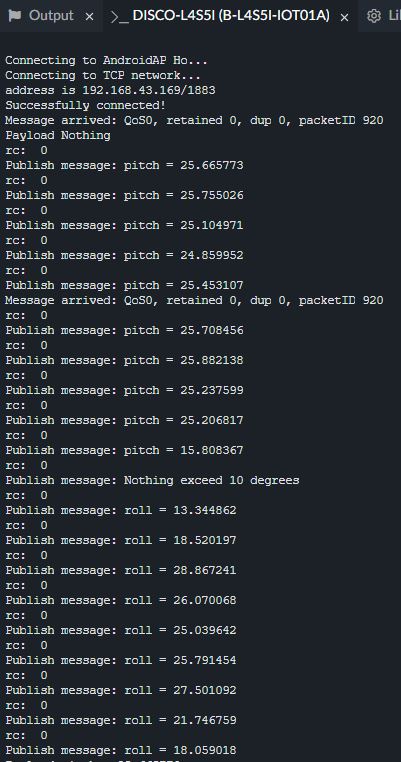 Output × >_ DISCO-L4S5I (B-L4S5I-IOT01A) × Li
Connecting to AndroidAP Ho...
Connecting to TCP network...
address is 192.168.43.169/1883
Successfully connected!
Message arrived: QoS0, retained 0, dup 0, packetID 920
Payload Nothing
rc:  0
Publish message: pitch = 25.665773
rc:  0
Publish message: pitch = 25.755026
rc:  0
Publish message: pitch = 25.104971
rc:  0
Publish message: pitch = 24.859952
rc:  0
Publish message: pitch = 25.453107
Message arrived: QoS0, retained 0, dup 0, packetID 920
rc:  0
Publish message: pitch = 25.708456
rc:  0
Publish message: pitch = 25.882138
rc:  0
Publish message: pitch = 25.237599
rc:  0
Publish message: pitch = 25.206817
rc:  0
Publish message: pitch = 15.808367
rc:  0
Publish message: Nothing exceed 10 degrees
rc:  0
Publish message: roll = 13.344862
rc:  0
Publish message: roll = 18.520197
rc:  0
Publish message: roll = 28.867241
rc:  0
Publish message: roll = 26.070068
rc:  0
Publish message: roll = 25.039642
rc:  0
Publish message: roll = 25.791454
rc:  0
Publish message: roll = 27.501092
rc:  0
Publish message: roll = 21.746759
rc:  0
Publish message: roll = 18.059018